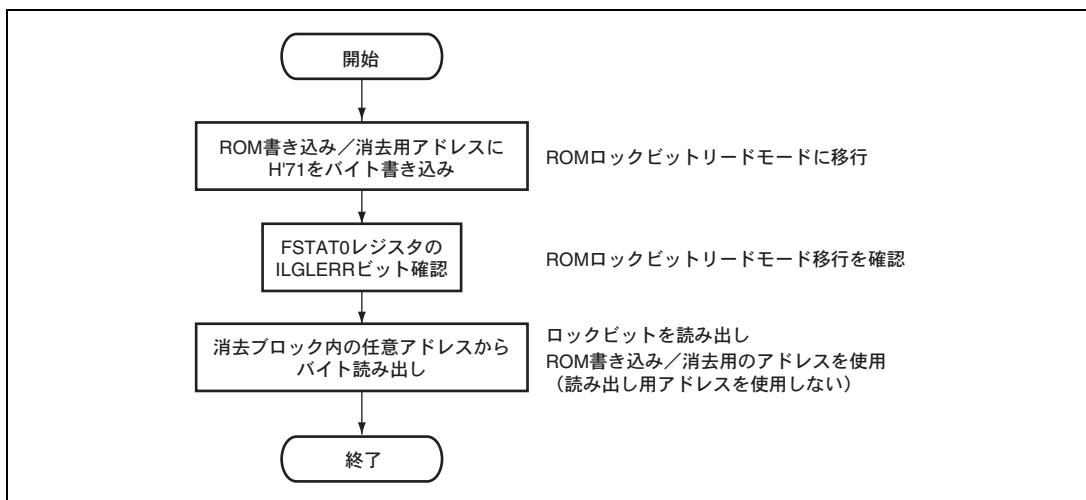 開始
ROM書き込み／消去用アドレスに
H'71をバイト書き込み
ROMロックビットリードモードに移行
FSTAT0レジスタの
ILGLERRビット確認
ROMロックビットリードモード移行を確認
消去ブロック内の任意アドレスから
バイト読み出し
ロックビットを読み出し
ROM書き込み／消去用のアドレスを使用
（読み出し用アドレスを使用しない）
終了